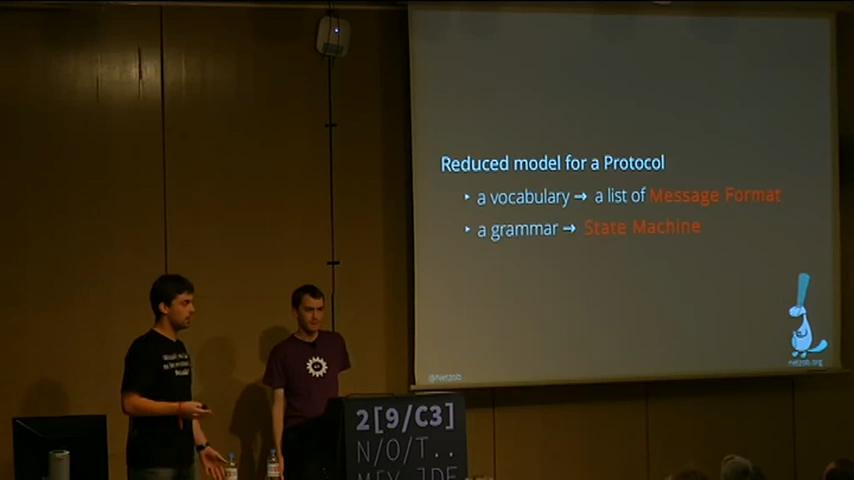 Reduced model for a Protocol
‣ a vocabulary → a list of Message Format
‣ a grammar → State Machine
@Netzob
netzob.org
2[9/C3]
N/O/T..